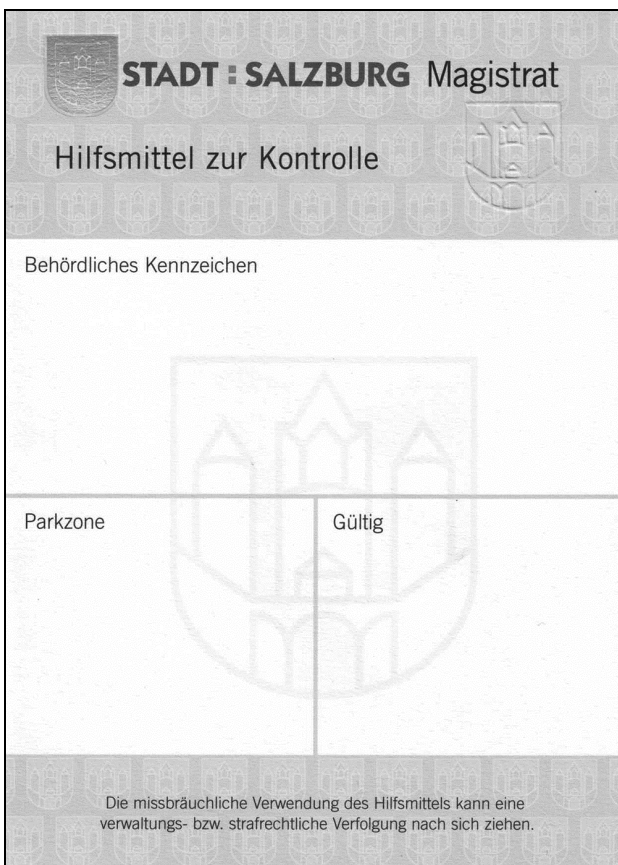 STADT : SALZBURG Magistrat
Hilfsmittel zur Kontrolle
Behördliches Kennzeichen
Parkzone
Gültig
Die missbräuchliche Verwendung des Hilfsmittels kann eine
verwaltungs- bzw. strafrechtliche Verfolgung nach sich ziehen.